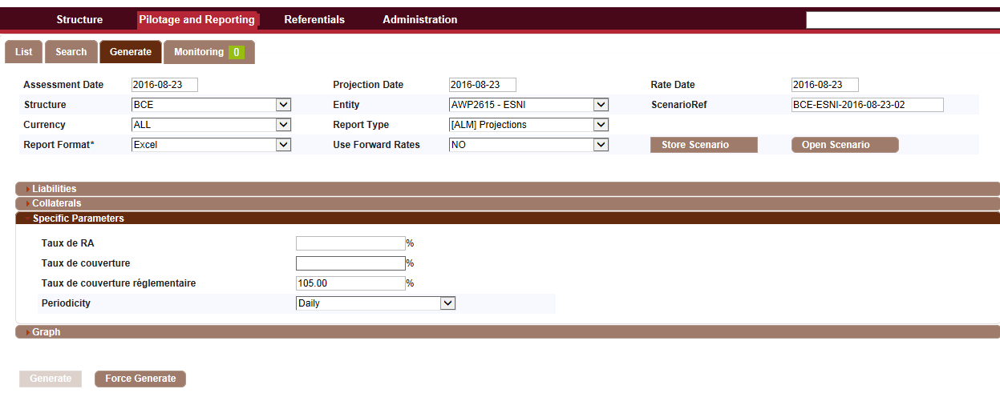 Structure Pilotage and Reporting Referentials Administration
List Search Generate Monitoring 0
Assessment Date 2016-08-23 Projection Date 2016-08-23 Rate Date 2016-08-23
Structure BCE Entity AWP2615 - ESNI ScenarioRef BCE-ESNI-2016-08-23-02
Currency ALL Report Type [ALM] Projections
Report Format* Excel Use Forward Rates NO Store Scenario Open Scenario
Liabilities
Collaterals
Specific Parameters
Taux de RA %
Taux de couverture %
Taux de couverture réglementaire 105.00 %
Periodicity Daily
Graph
Generate Force Generate